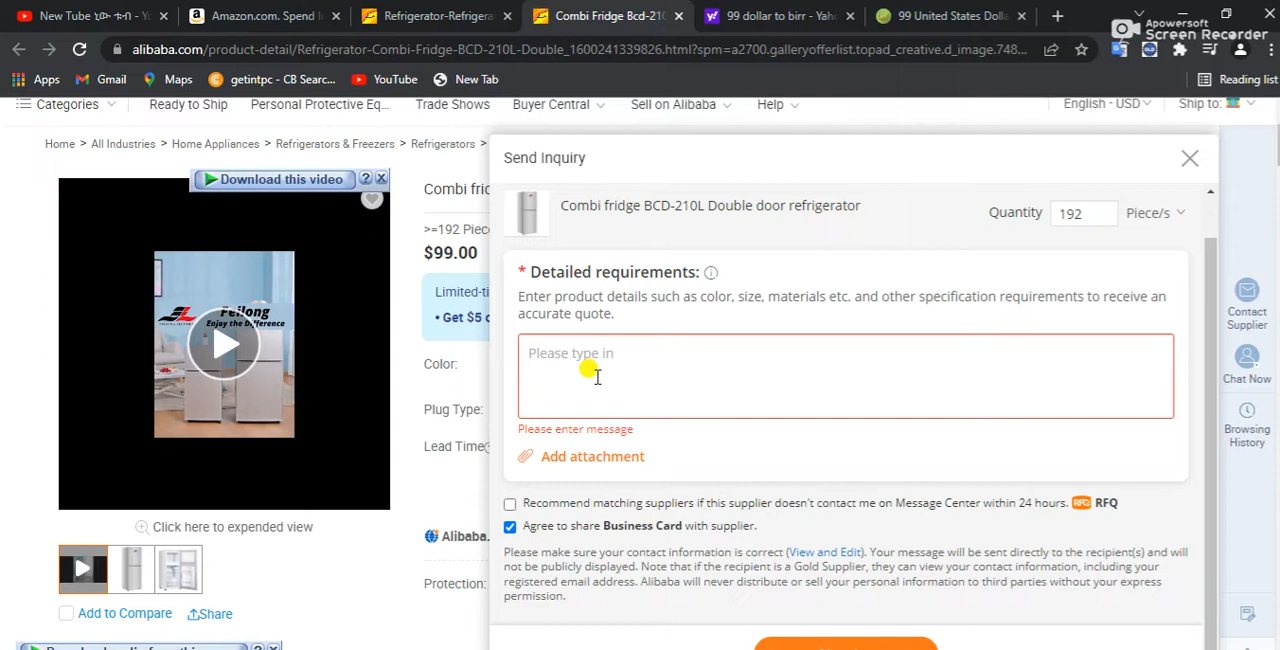 New Tube ሀው ቱብ - Y
Amazon.com. Spend l
Refrigerator-Refrigera
Combi Fridge Bcd-210
99 dollar to birr - Yaho
99 United States Dolla
Apowersoft
Screen Recorder
alibaba.com/product-detail/Refrigerator-Combi-Fridge-BCD-210L-Double_1600241339826.html?spm=a2700.galleryofferlist.topad_creative.d_image.748...
Apps
Gmail
Maps
getintpc - CB Searc...
YouTube
New Tab
Reading list
Categories
Ready to Ship
Personal Protective Eq...
Trade Shows
Buyer Central
Sell on Alibaba
Help
English - USD
Ship to:
Home > All Industries > Home Appliances > Refrigerators & Freezers > Refrigerators >
Download this video
Feilong
Enjoy the Difference
Click here to expended view
Add to Compare
Share
Combi frid
>=192 Piec
$99.00
Limited-ti
• Get $5 o
Color:
Plug Type:
Lead Time
Alibaba.
Protection:
Send Inquiry
Combi fridge BCD-210L Double door refrigerator
Quantity
192
Piece/s
* Detailed requirements:
Enter product details such as color, size, materials etc. and other specification requirements to receive an
accurate quote.
Please type in
Please enter message
Add attachment
Recommend matching suppliers if this supplier doesn't contact me on Message Center within 24 hours. RFQ RFQ
Agree to share Business Card with supplier.
Please make sure your contact information is correct (View and Edit). Your message will be sent directly to the recipient(s) and will
not be publicly displayed. Note that if the recipient is a Gold Supplier, they can view your contact information, including your
registered email address. Alibaba will never distribute or sell your personal information to third parties without your express
permission.
Contact
Supplier
Chat Now
Browsing
History